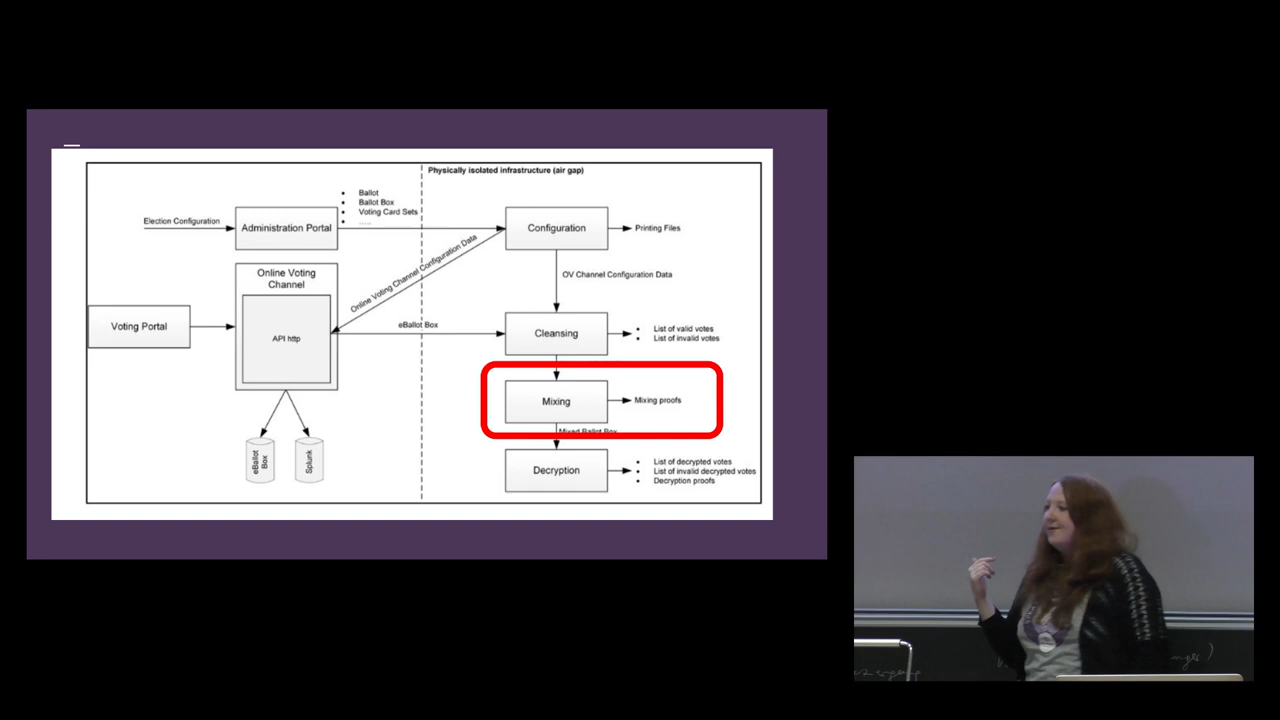 Physically isolated infrastructure (air gap)
Ballot
Ballot Box
Voting Card Sets
.....
Election Configuration
Administration Portal
Configuration
Printing Files
Online Voting Channel Configuration Data
OV Channel Configuration Data
Online Voting
Channel
API http
Voting Portal
eBallot Box
Cleansing
List of valid votes
List of invalid votes
Mixing
Mixing proofs
Mixed Ballot Box
eBallot
Box
Splunk
Decryption
List of decrypted votes
List of invalid decrypted votes
Decryption proofs